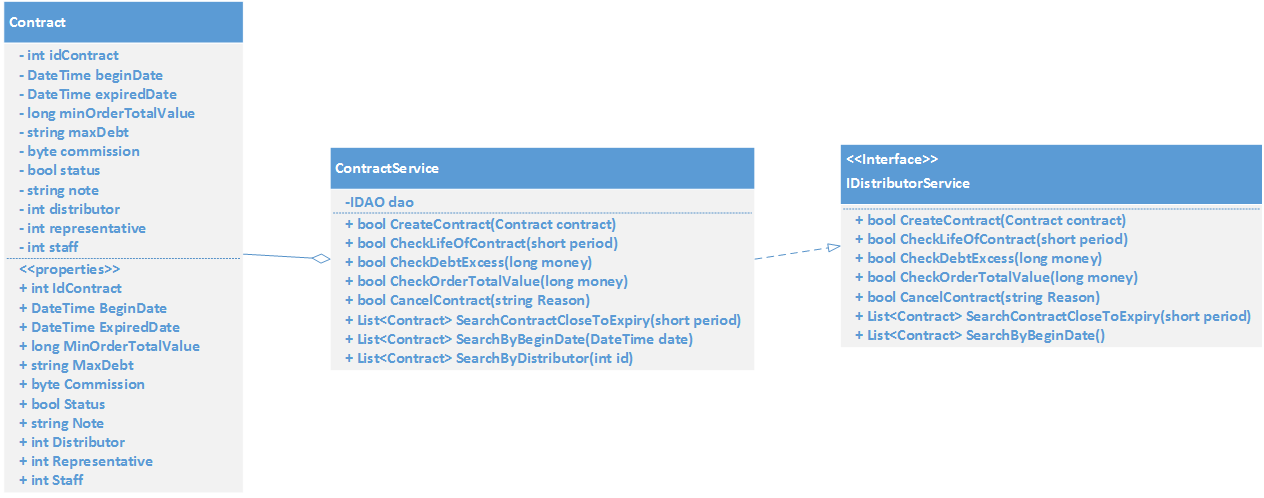 Contract
- int idContract
- DateTime beginDate
- DateTime expiredDate
- long minOrderTotalValue
- string maxDebt
- byte commission
- bool status
- string note
- int distributor
- int representative
- int staff
<<properties>>
+ int IdContract
+ DateTime BeginDate
+ DateTime ExpiredDate
+ long MinOrderTotalValue
+ string MaxDebt
+ byte Commission
+ bool Status
+ string Note
+ int Distributor
+ int Representative
+ int Staff
ContractService
-IDAO dao
+ bool CreateContract(Contract contract)
+ bool CheckLifeOfContract(short period)
+ bool CheckDebtExcess(long money)
+ bool CheckOrderTotalValue(long money)
+ bool CancelContract(string Reason)
+ List<Contract> SearchContractCloseToExpiry(short period)
+ List<Contract> SearchByBeginDate(DateTime date)
+ List<Contract> SearchByDistributor(int id)
<<Interface>>
IDistributorService
+ bool CreateContract(Contract contract)
+ bool CheckLifeOfContract(short period)
+ bool CheckDebtExcess(long money)
+ bool CheckOrderTotalValue(long money)
+ bool CancelContract(string Reason)
+ List<Contract> SearchContractCloseToExpiry(short period)
+ List<Contract> SearchByBeginDate()